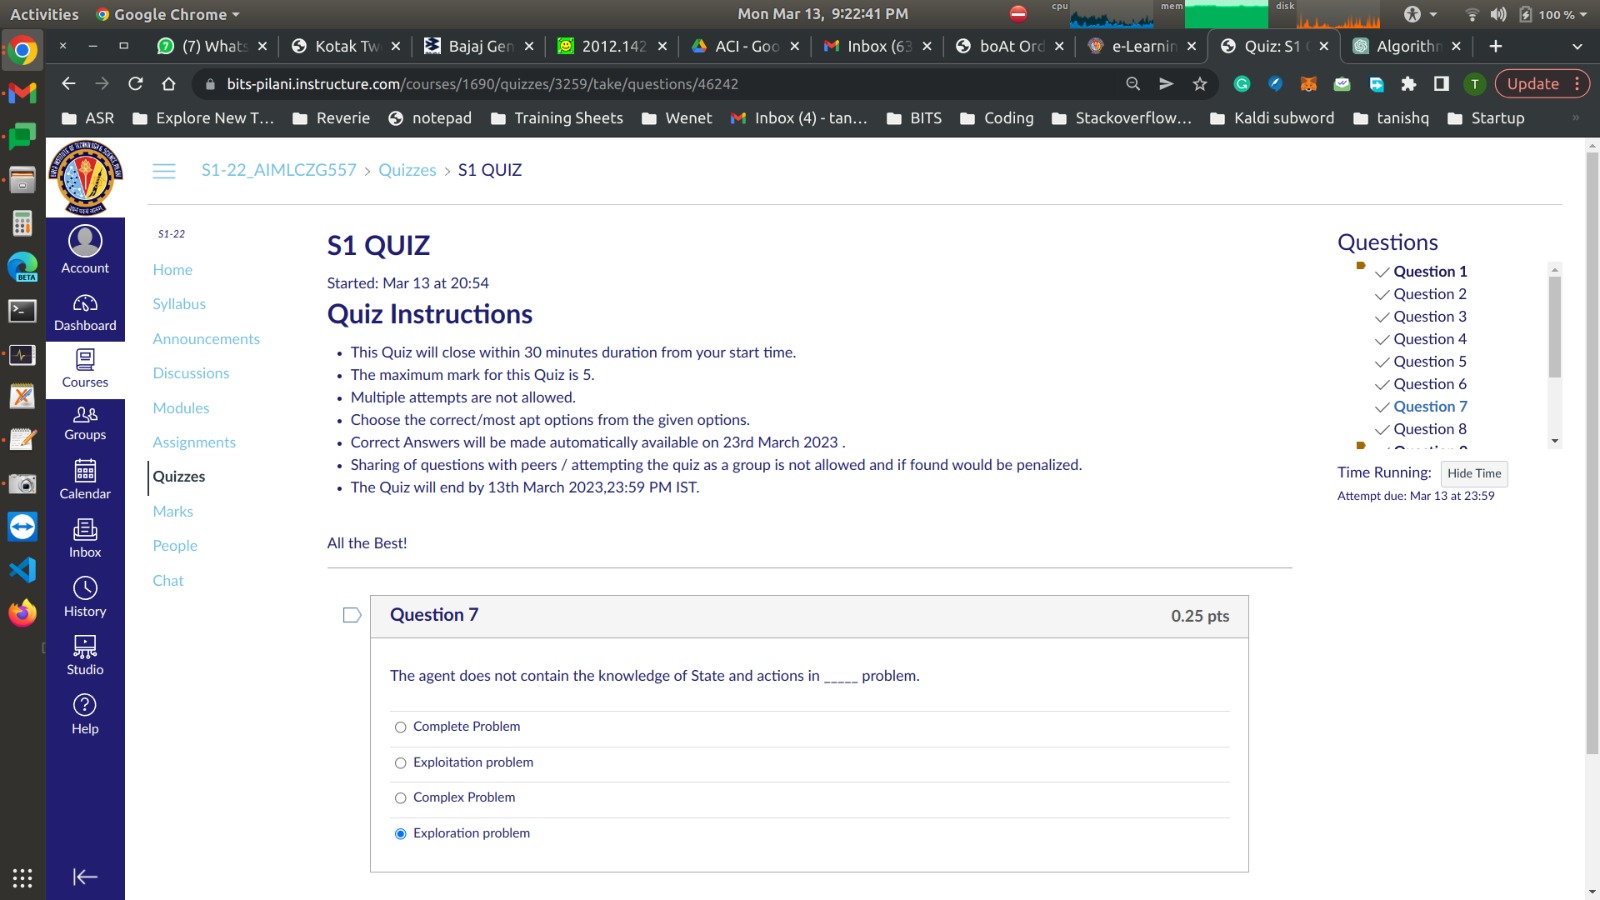 Activities Google Chrome Mon Mar 13, 9:22:41 PM cpu mem disk 100 %
(7) Whats Kotak Tw Bajaj Gen 2012.142 ACI - Goo Inbox (63 boAt Ord e-Learnin Quiz: S1 Algorithm
bits-pilani.instructure.com/courses/1690/quizzes/3259/take/questions/46242 T Update
ASR Explore New T... Reverie notepad Training Sheets Wenet Inbox (4) - tan... BITS Coding Stackoverflow... Kaldi subword tanishq Startup »
S1-22_AIMLCZG557 › Quizzes › S1 QUIZ
Account
Dashboard
Courses
Groups
Calendar
Inbox
History
Studio
Help
BETA
S1-22
Home
Syllabus
Announcements
Discussions
Modules
Assignments
Quizzes
Marks
People
Chat
S1 QUIZ
Started: Mar 13 at 20:54
Quiz Instructions
• This Quiz will close within 30 minutes duration from your start time.
• The maximum mark for this Quiz is 5.
• Multiple attempts are not allowed.
• Choose the correct/most apt options from the given options.
• Correct Answers will be made automatically available on 23rd March 2023 .
• Sharing of questions with peers / attempting the quiz as a group is not allowed and if found would be penalized.
• The Quiz will end by 13th March 2023,23:59 PM IST.
All the Best!
Question 7 0.25 pts
The agent does not contain the knowledge of State and actions in _____ problem.
Complete Problem
Exploitation problem
Complex Problem
Exploration problem
Questions
Question 1
Question 2
Question 3
Question 4
Question 5
Question 6
Question 7
Question 8
Time Running: Hide Time
Attempt due: Mar 13 at 23:59